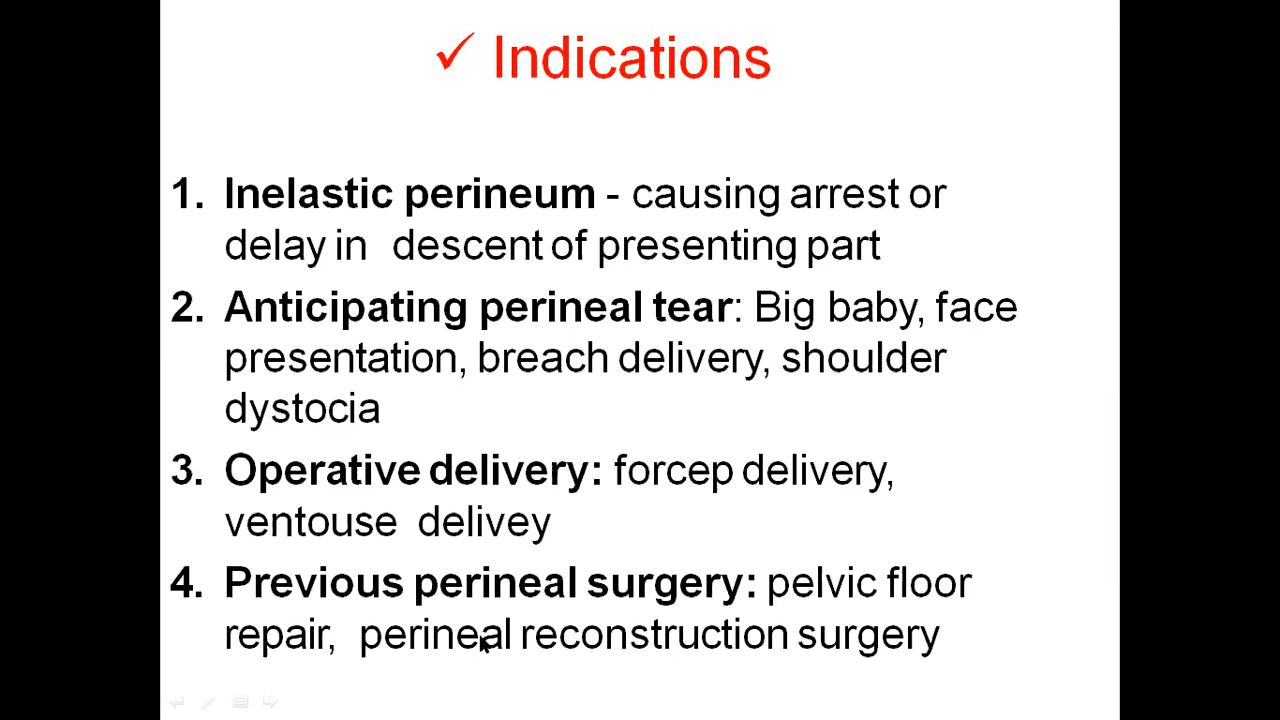 ✓ Indications
1. Inelastic perineum - causing arrest or
delay in descent of presenting part
2. Anticipating perineal tear: Big baby, face
presentation, breach delivery, shoulder
dystocia
3. Operative delivery: forcep delivery,
ventouse delivey
4. Previous perineal surgery: pelvic floor
repair, perineal reconstruction surgery